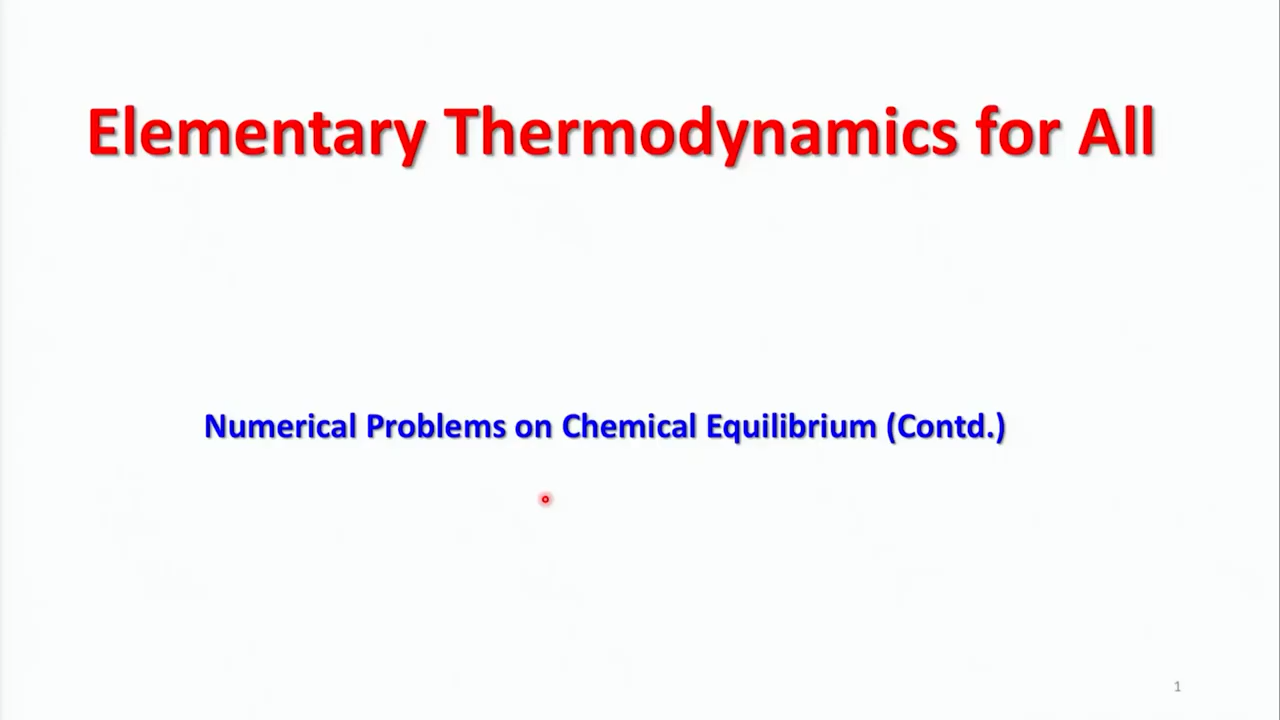 Elementary Thermodynamics for All
Numerical Problems on Chemical Equilibrium (Contd.)
1